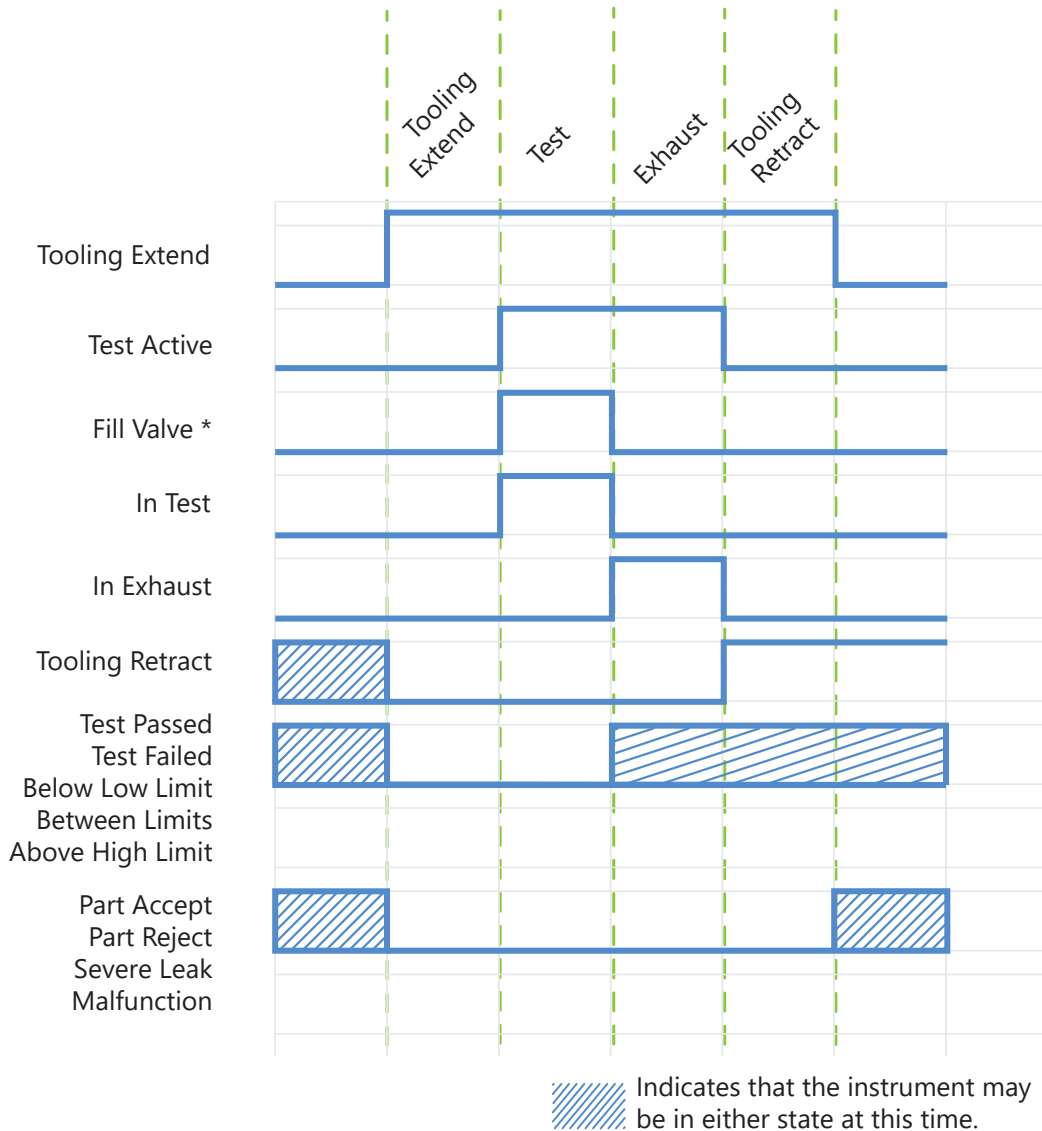 Tooling
Extend
Test
Exhaust
Tooling
Retract
Tooling Extend
Test Active
Fill Valve *
In Test
In Exhaust
Tooling Retract
Test Passed
Test Failed
Below Low Limit
Between Limits
Above High Limit
Part Accept
Part Reject
Severe Leak
Malfunction
Indicates that the instrument may
be in either state at this time.